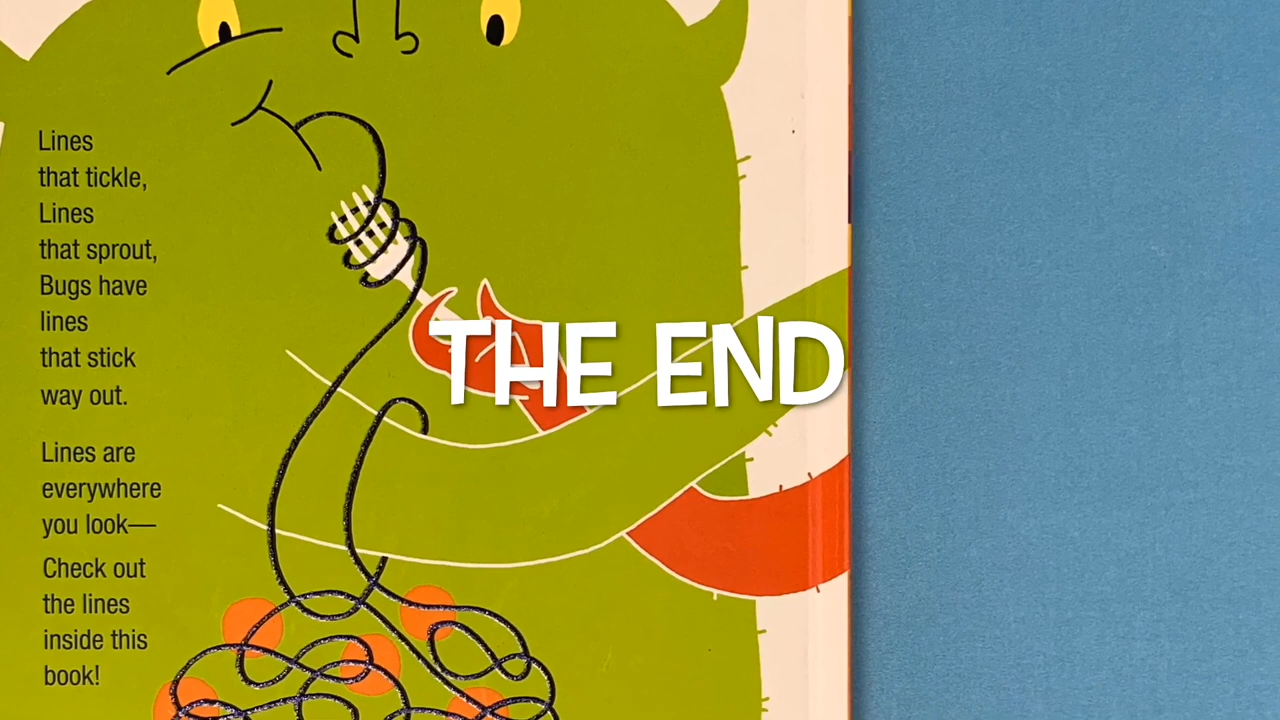 Lines
that tickle,
Lines
that sprout,
Bugs have
lines
that stick
way out.
Lines are
everywhere
you look—
Check out
the lines
inside this
book!
THE END